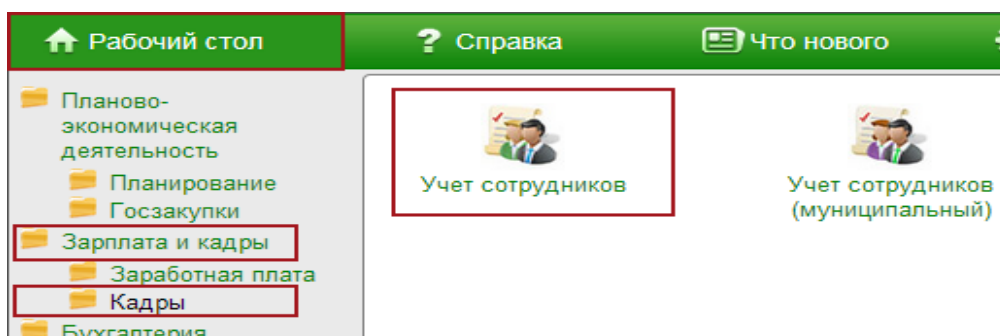 Рабочий стол
? Справка
Что нового
Планово-
экономическая
деятельность
Планирование
Госзакупки
Зарплата и кадры
Заработная плата
Кадры
Бухгалтерия
Учет сотрудников
Учет сотрудников
(муниципальный)